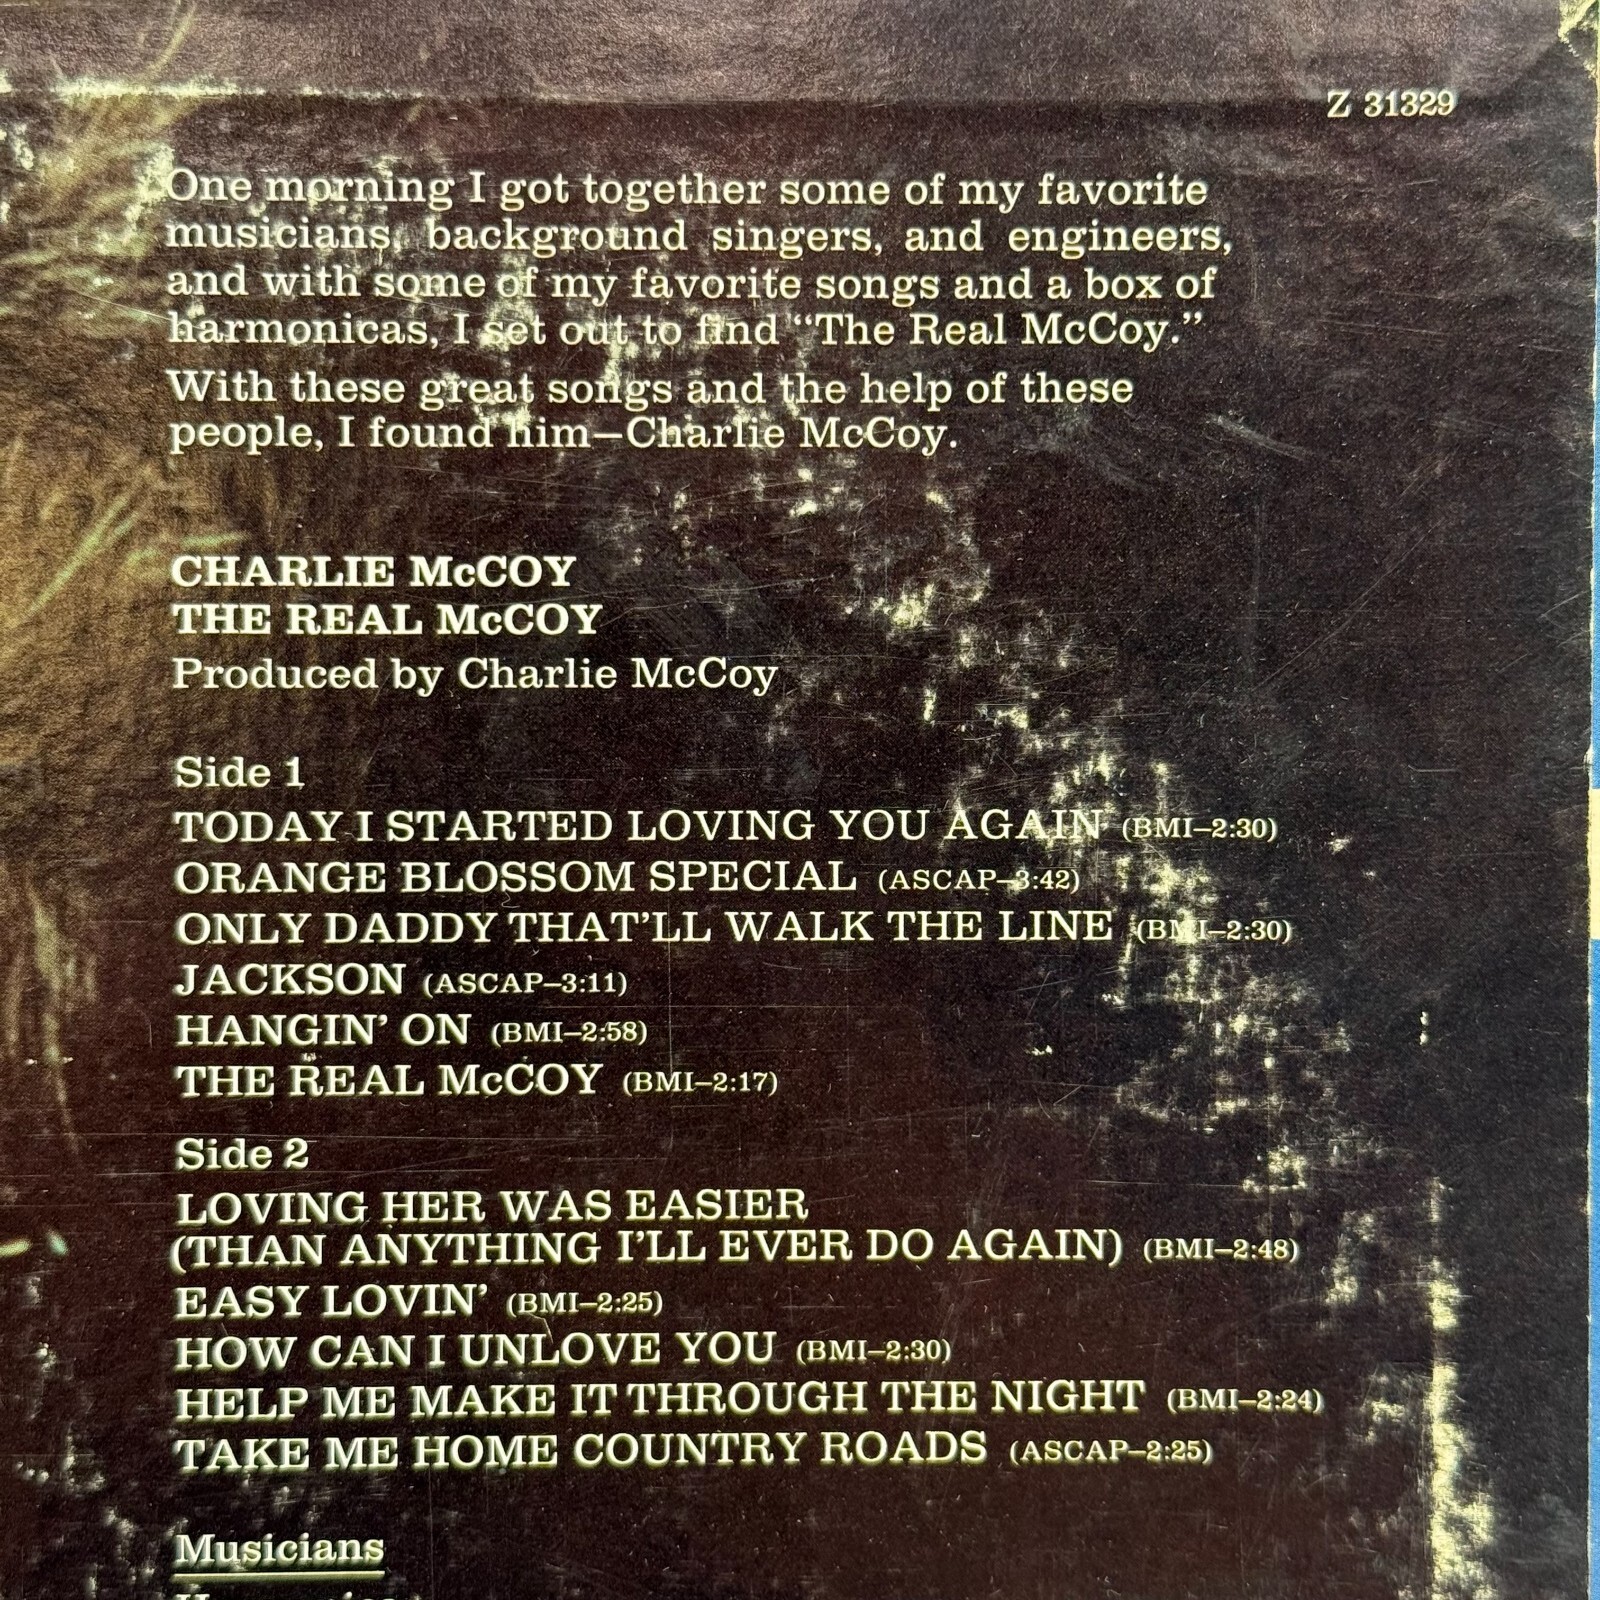 Z 31329
One morning I got together some of my favorite
musicians, background singers, and engineers,
and with some of my favorite songs and a box of
harmonicas, I set out to find “The Real McCoy.”
With these great songs and the help of these
people, I found him—Charlie McCoy.
CHARLIE McCOY
THE REAL McCOY
Produced by Charlie McCoy
Side 1
TODAY I STARTED LOVING YOU AGAIN (BMI–2:30)
ORANGE BLOSSOM SPECIAL (ASCAP–3:42)
ONLY DADDY THAT’LL WALK THE LINE (BMI–2:30)
JACKSON (ASCAP–3:11)
HANGIN’ ON (BMI–2:58)
THE REAL McCOY (BMI–2:17)
Side 2
LOVING HER WAS EASIER
(THAN ANYTHING I’LL EVER DO AGAIN) (BMI–2:48)
EASY LOVIN’ (BMI–2:25)
HOW CAN I UNLOVE YOU (BMI–2:30)
HELP ME MAKE IT THROUGH THE NIGHT (BMI–2:24)
TAKE ME HOME COUNTRY ROADS (ASCAP–2:25)
Musicians